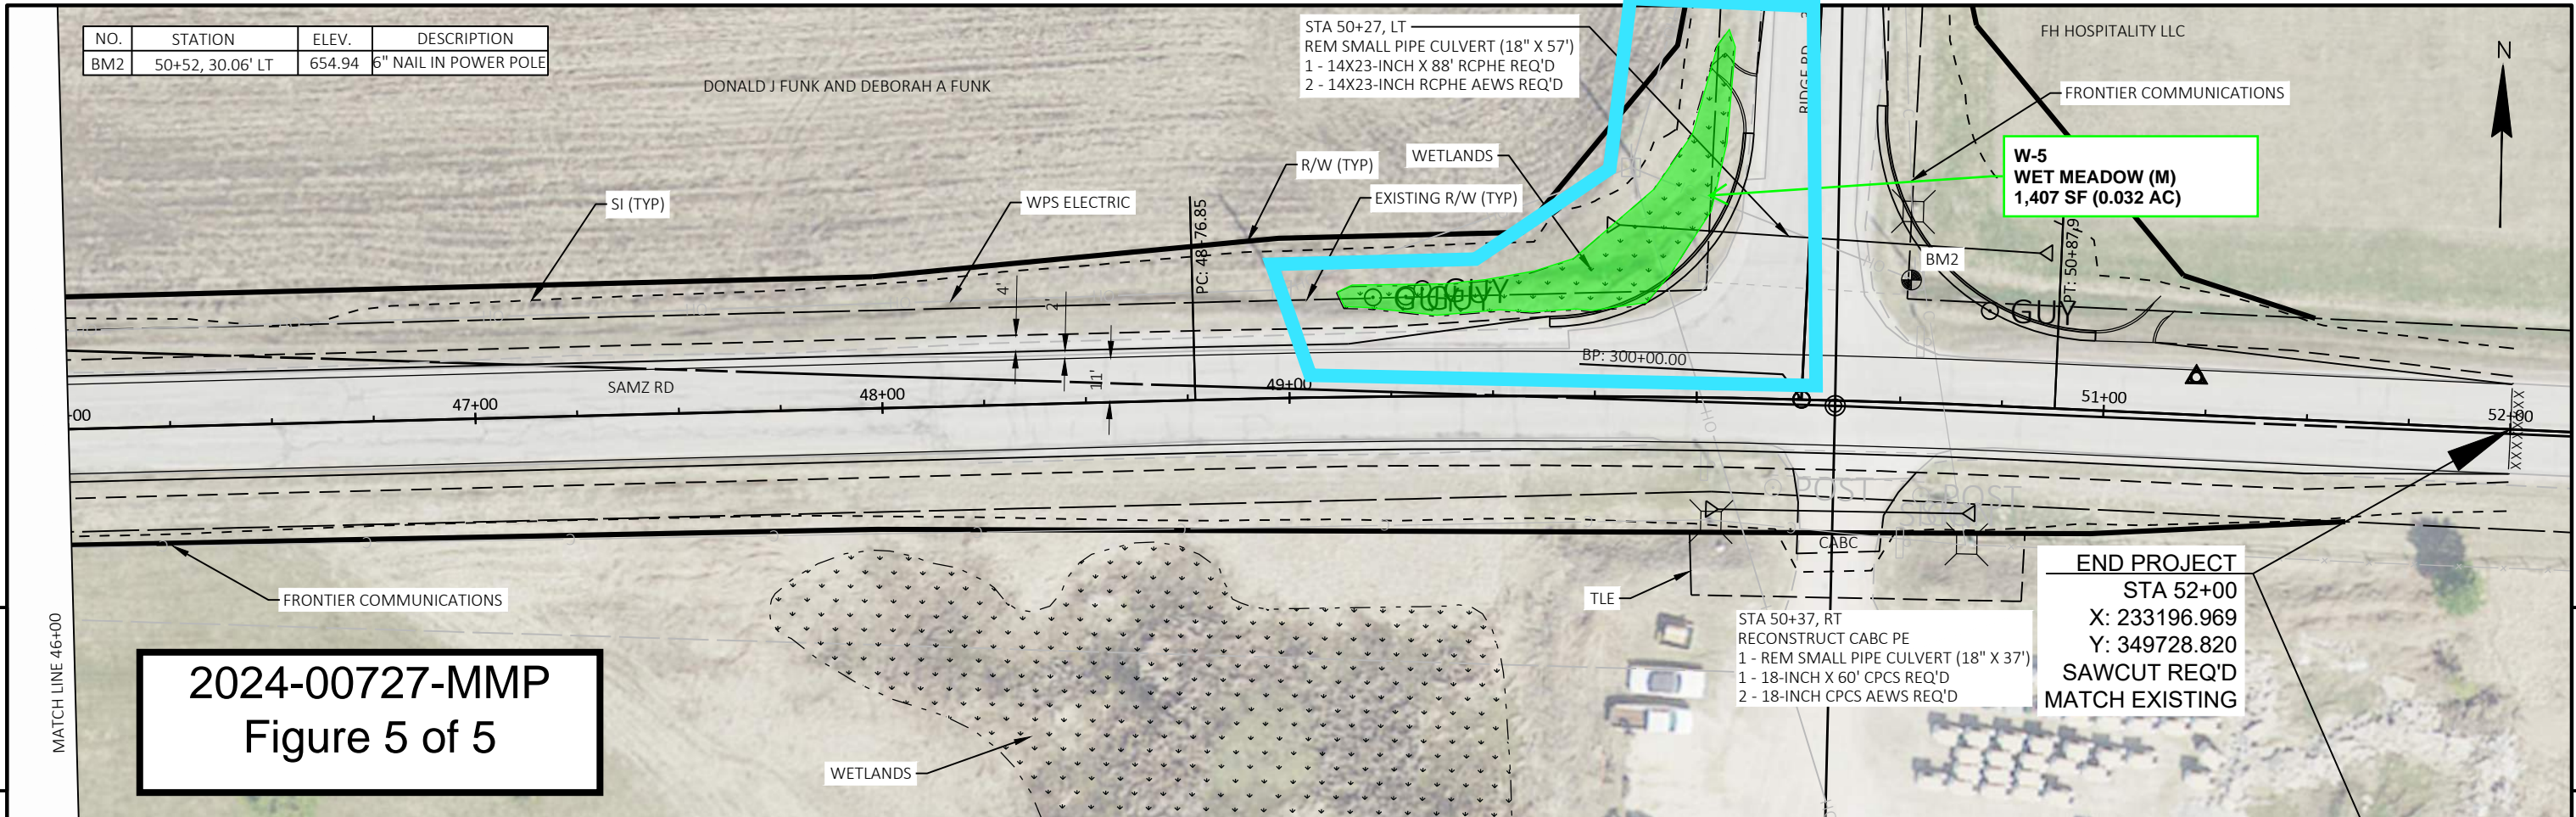 NO. STATION ELEV. DESCRIPTION
BM2 50+52, 30.06' LT 654.94 6" NAIL IN POWER POLE
DONALD J FUNK AND DEBORAH A FUNK
STA 50+27, LT
REM SMALL PIPE CULVERT (18" X 57')
1 - 14X23-INCH X 88' RCPHE REQ'D
2 - 14X23-INCH RCPHE AEWS REQ'D
RIDGE RD
FH HOSPITALITY LLC
N
FRONTIER COMMUNICATIONS
W-5
WET MEADOW (M)
1,407 SF (0.032 AC)
R/W (TYP)
WETLANDS
SI (TYP)
WPS ELECTRIC
EXISTING R/W (TYP)
PC: 48+76.85
BM2
GUY
GUY
GUY
4'
2'
11'
BP: 300+00.00
SAMZ RD
-00
47+00
48+00
49+00
51+00
52+00
POST
POST
CABC
FRONTIER COMMUNICATIONS
TLE
END PROJECT
STA 52+00
X: 233196.969
Y: 349728.820
SAWCUT REQ'D
MATCH EXISTING
STA 50+37, RT
RECONSTRUCT CABC PE
1 - REM SMALL PIPE CULVERT (18" X 37')
1 - 18-INCH X 60' CPCS REQ'D
2 - 18-INCH CPCS AEWS REQ'D
MATCH LINE 46+00
2024-00727-MMP
Figure 5 of 5
WETLANDS